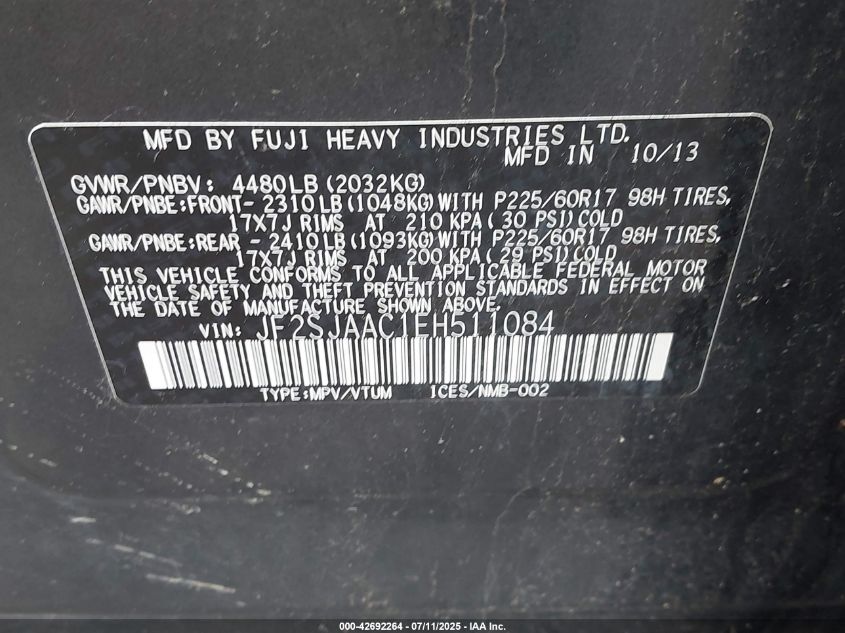 MFD BY FUJI HEAVY INDUSTRIES LTD.
MFD IN 10/13
GVWR/PNBV: 4480LB (2032KG)
GAWR/PNBE:FRONT- 2310 LB (1048KG) WITH P225/60R17 98H TIRES,
17X7J RIMS AT 210 KPA ( 30 PSI) COLD
GAWR/PNBE:REAR - 2410 LB (1093KG) WITH P225/60R17 98H TIRES,
17X7J RIMS AT 200 KPA ( 29 PSI) COLD
THIS VEHICLE CONFORMS TO ALL APPLICABLE FEDERAL MOTOR
VEHICLE SAFETY AND THEFT PREVENTION STANDARDS IN EFFECT ON
THE DATE OF MANUFACTURE SHOWN ABOVE.
VIN: JF2SJAAC1EH511084
TYPE:MPV/VTUM ICES/NMB-002
000-42692264 - 07/11/2025 - IAA Inc.